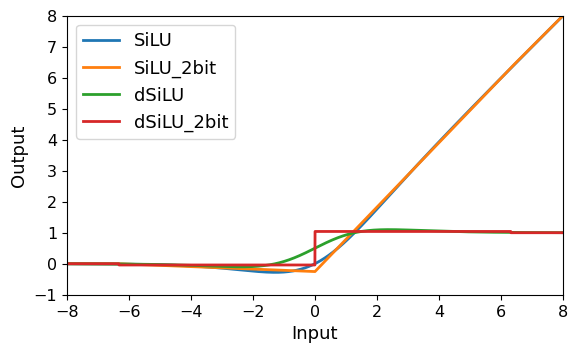 8
7
6
5
4
3
2
1
0
−1
Output
SiLU
SiLU_2bit
dSiLU
dSiLU_2bit
−8 −6 −4 −2 0 2 4 6 8
Input